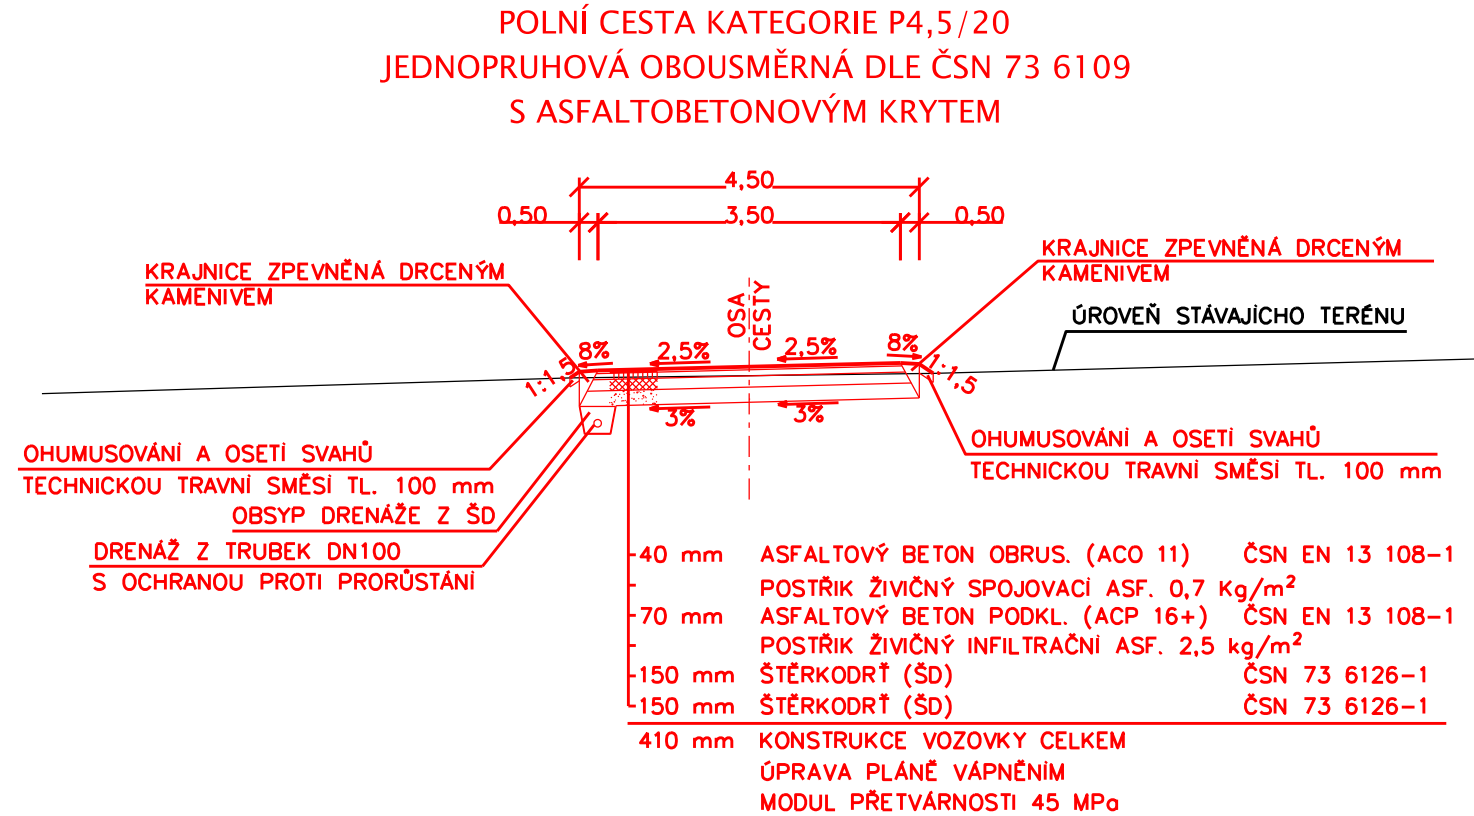 POLNÍ CESTA KATEGORIE P4,5/20
JEDNOPRUHOVÁ OBOUSMĚRNÁ DLE ČSN 73 6109
S ASFALTOBETONOVÝM KRYTEM
4,50
0,50 3,50 0,50
KRAJNICE ZPEVNĚNÁ DRCENÝM
KAMENIVEM
KRAJNICE ZPEVNĚNÁ DRCENÝM
KAMENIVEM
OSA
CESTY
ÚROVEŇ STÁVAJÍCHO TERÉNU
1:1,5 8% 2,5% 2,5% 8% 1:1,5
3% 3%
OHUMUSOVÁNÍ A OSETÍ SVAHŮ
TECHNICKOU TRAVNÍ SMĚSÍ TL. 100 mm
OHUMUSOVÁNÍ A OSETÍ SVAHŮ
TECHNICKOU TRAVNÍ SMĚSÍ TL. 100 mm
OBSYP DRENÁŽE Z ŠD
DRENÁŽ Z TRUBEK DN100
S OCHRANOU PROTI PRORŮSTÁNÍ
40 mm ASFALTOVÝ BETON OBRUS. (ACO 11) ČSN EN 13 108-1
POSTŘIK ŽIVIČNÝ SPOJOVACÍ ASF. 0,7 Kg/m²
70 mm ASFALTOVÝ BETON PODKL. (ACP 16+) ČSN EN 13 108-1
POSTŘIK ŽIVIČNÝ INFILTRAČNÍ ASF. 2,5 kg/m²
150 mm ŠTĚRKODRŤ (ŠD) ČSN 73 6126-1
150 mm ŠTĚRKODRŤ (ŠD) ČSN 73 6126-1
410 mm KONSTRUKCE VOZOVKY CELKEM
ÚPRAVA PLÁNĚ VÁPNĚNÍM
MODUL PŘETVÁRNOSTI 45 MPa